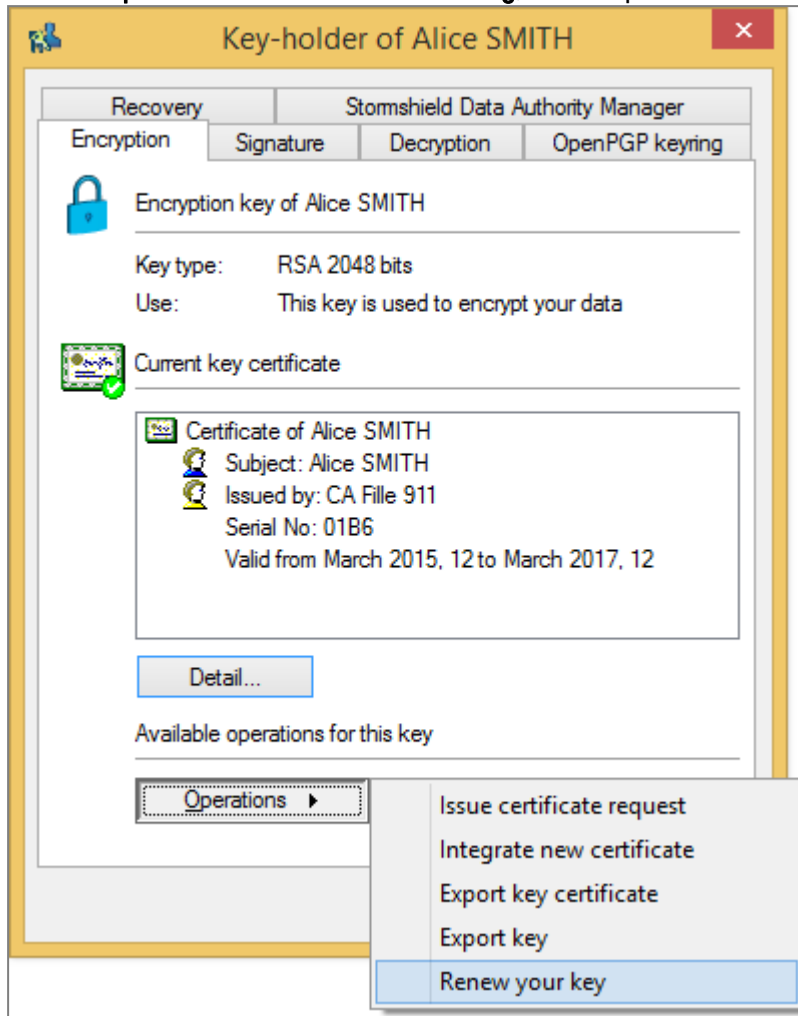 Key-holder of Alice SMITH
Recovery
Stormshield Data Authority Manager
Encryption
Signature
Decryption
OpenPGP keyring
Encryption key of Alice SMITH
Key type: RSA 2048 bits
Use: This key is used to encrypt your data
Current key certificate
Certificate of Alice SMITH
Subject: Alice SMITH
Issued by: CA Fille 911
Serial No: 01B6
Valid from March 2015, 12 to March 2017, 12
Detail...
Available operations for this key
Operations
Issue certificate request
Integrate new certificate
Export key certificate
Export key
Renew your key